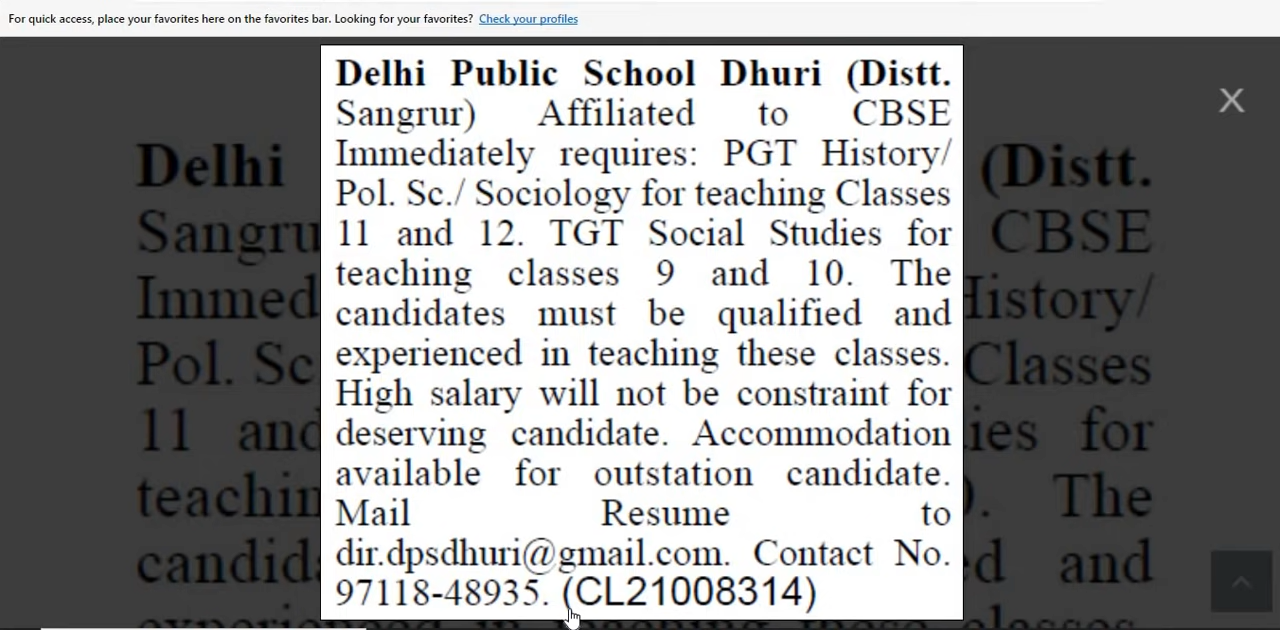 For quick access, place your favorites here on the favorites bar. Looking for your favorites? Check your profiles
Delhi Public School Dhuri (Distt.
Sangrur) Affiliated to CBSE
Immediately requires: PGT History/
Pol. Sc./ Sociology for teaching Classes
11 and 12. TGT Social Studies for
teaching classes 9 and 10. The
candidates must be qualified and
experienced in teaching these classes.
High salary will not be constraint for
deserving candidate. Accommodation
available for outstation candidate.
Mail Resume to
dir.dpsdhuri@gmail.com. Contact No.
97118-48935. (CL21008314)